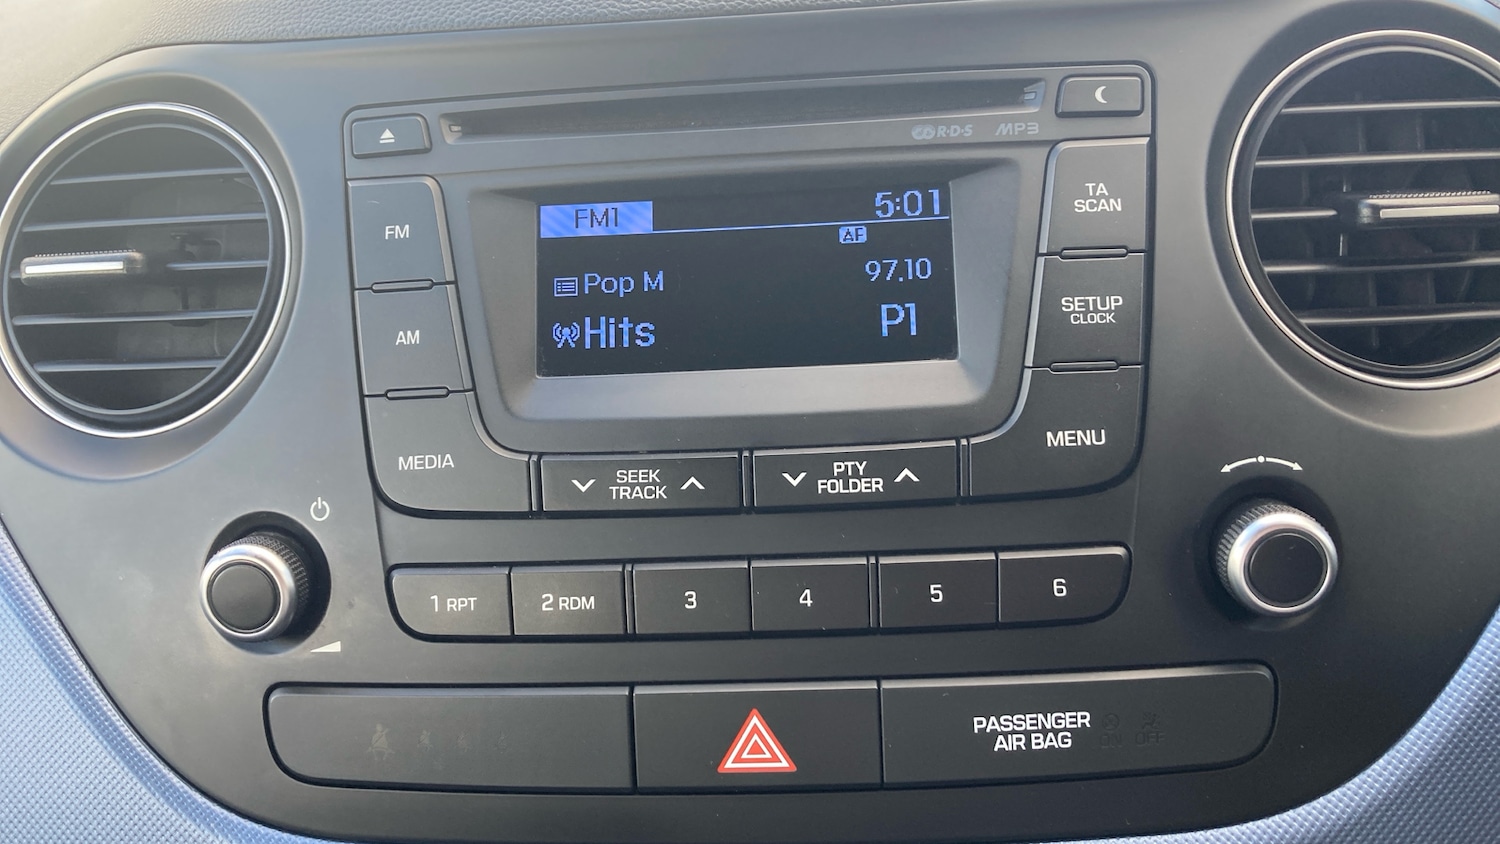 R·D·S MP3
FM1
5:01
AF
Pop M
97.10
Hits
P1
FM
AM
MEDIA
TA
SCAN
SETUP
CLOCK
MENU
SEEK
TRACK
PTY
FOLDER
1 RPT
2 RDM
3
4
5
6
PASSENGER
AIR BAG
ON
OFF